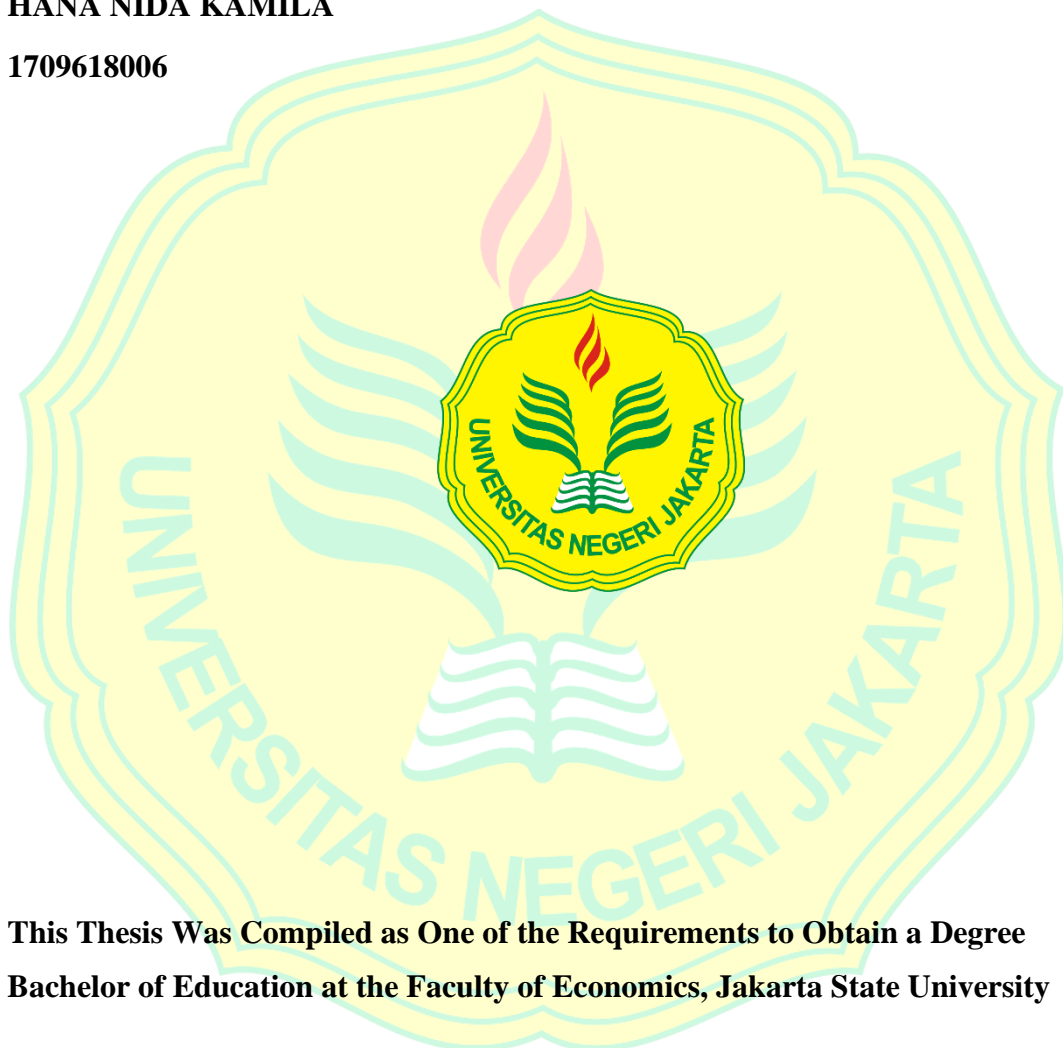 HANA NIDA KAMILA
1709618006
UNIVERSITAS NEGERI JAKARTA
UNIVERSITAS NEGERI JAKARTA
This Thesis Was Compiled as One of the Requirements to Obtain a Degree
Bachelor of Education at the Faculty of Economics, Jakarta State University